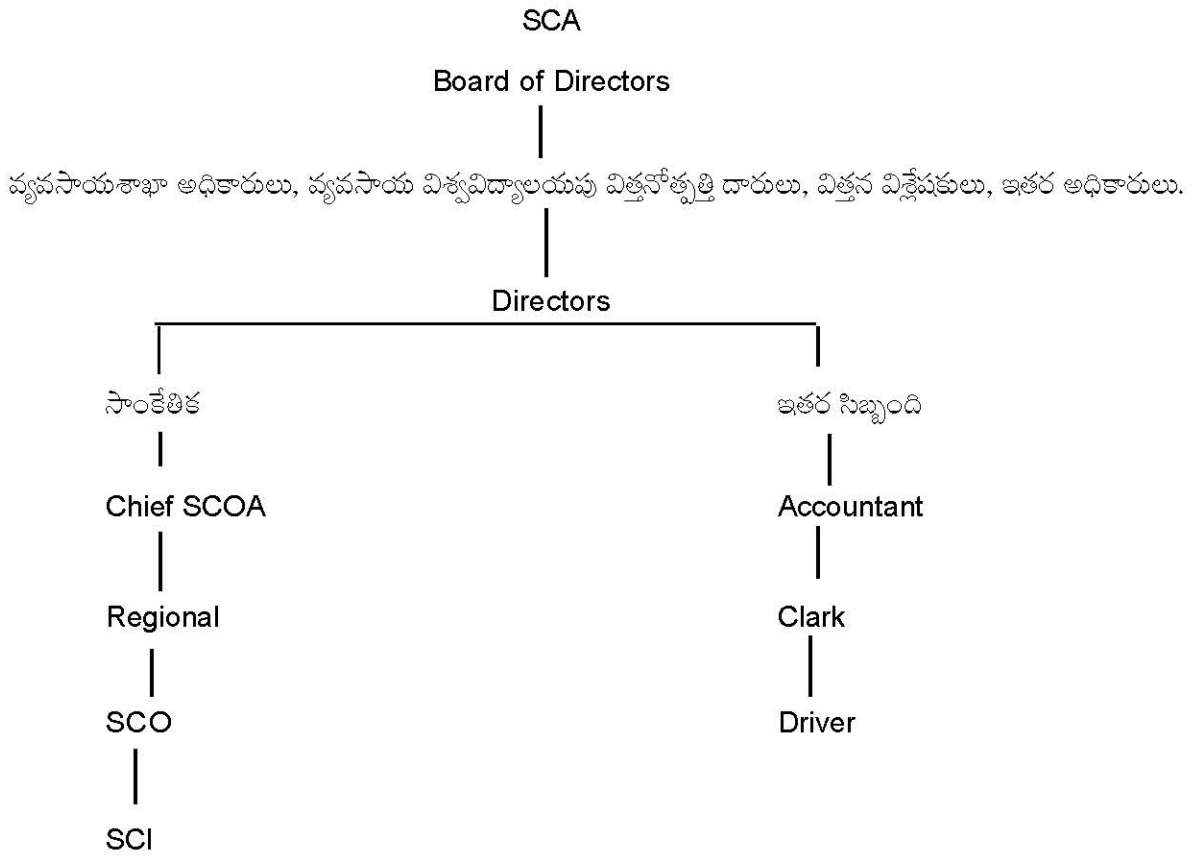 SCA
Board of Directors
వ్యవసాయశాఖా అధికారులు, వ్యవసాయ విశ్వవిద్యాలయపు విత్తనోత్పత్తి దారులు, విత్తన విశ్లేషకులు, ఇతర అధికారులు.
Directors
సాంకేతిక ఇతర సిబ్బంది
Chief SCOA Accountant
Regional Clark
SCO Driver
SCI